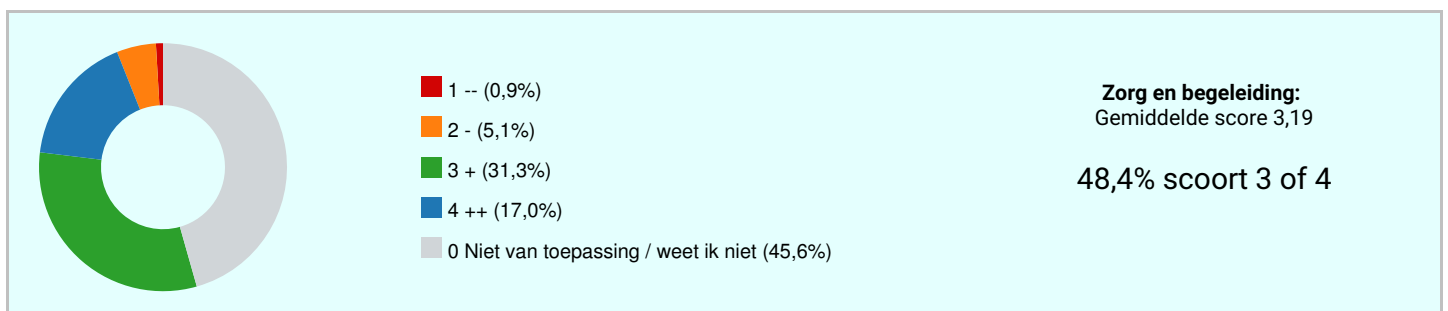 1 -- (0,9%)
2 - (5,1%)
3 + (31,3%)
4 ++ (17,0%)
0 Niet van toepassing / weet ik niet (45,6%)
Zorg en begeleiding:
Gemiddelde score 3,19
48,4% scoort 3 of 4